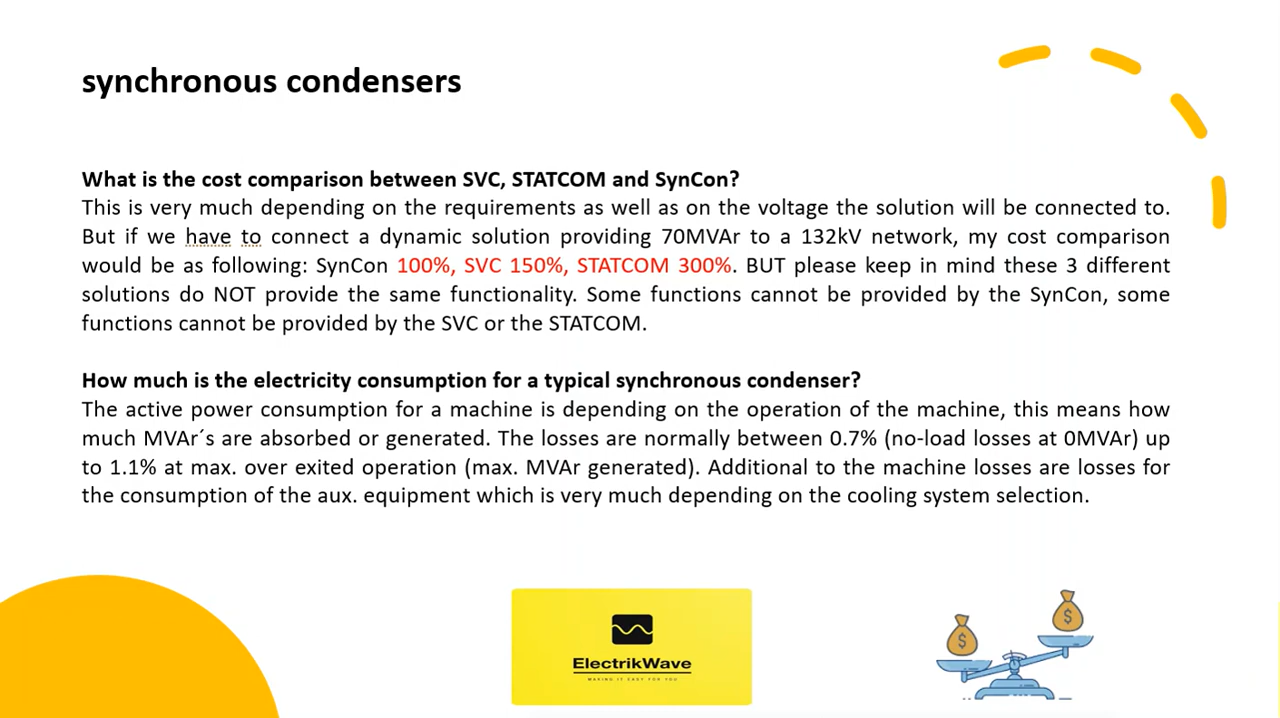 synchronous condensers
What is the cost comparison between SVC, STATCOM and SynCon?
This is very much depending on the requirements as well as on the voltage the solution will be connected to.
But if we have to connect a dynamic solution providing 70MVAr to a 132kV network, my cost comparison
would be as following: SynCon 100%, SVC 150%, STATCOM 300%. BUT please keep in mind these 3 different
solutions do NOT provide the same functionality. Some functions cannot be provided by the SynCon, some
functions cannot be provided by the SVC or the STATCOM.
How much is the electricity consumption for a typical synchronous condenser?
The active power consumption for a machine is depending on the operation of the machine, this means how
much MVAr´s are absorbed or generated. The losses are normally between 0.7% (no-load losses at 0MVAr) up
to 1.1% at max. over exited operation (max. MVAr generated). Additional to the machine losses are losses for
the consumption of the aux. equipment which is very much depending on the cooling system selection.
ElectrikWave
MAKING IT EASY FOR YOU
$
$